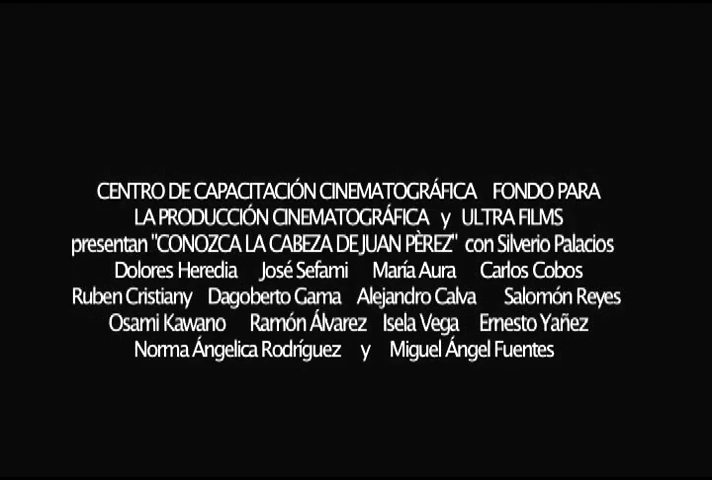 CENTRO DE CAPACITACIÓN CINEMATOGRÁFICA FONDO PARA
LA PRODUCCIÓN CINEMATOGRÁFICA y ULTRA FILMS
presentan "CONOZCA LA CABEZA DE JUAN PÈREZ" con Silverio Palacios
Dolores Heredia José Sefami María Aura Carlos Cobos
Ruben Cristiany Dagoberto Gama Alejandro Calva Salomón Reyes
Osami Kawano Ramón Álvarez Isela Vega Ernesto Yañez
Norma Ángelica Rodríguez y Miguel Ángel Fuentes